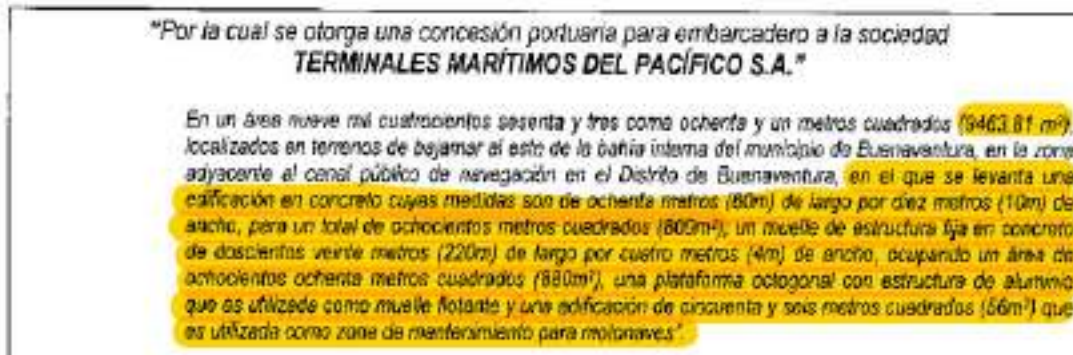 "Por la cual se otorga una concesión portuaria para embarcadero a la sociedad
TERMINALES MARÍTIMOS DEL PACÍFICO S.A."
En un área nueve mil cuatrocientos sesenta y tres coma ochenta y un metros cuadrados (9463.81 m²),
localizados en terrenos de bajamar al este de la bahía interna del municipio de Buenaventura, en la zona
adyacente al canal público de navegación en el Distrito de Buenaventura, en el que se levanta una
edificación en concreto cuyas medidas son de ochenta metros (80m) de largo por diez metros (10m) de
ancho, para un total de ochocientos metros cuadrados (800m²), un muelle de estructura fija en concreto
de doscientos veinte metros (220m) de largo por cuatro metros (4m) de ancho, ocupando un área de
ochocientos ochenta metros cuadrados (880m²), una plataforma octogonal con estructura de aluminio
que es utilizada como muelle flotante y una edificación de cincuenta y seis metros cuadrados (56m²) que
es utilizada como zona de mantenimiento para motonaves".